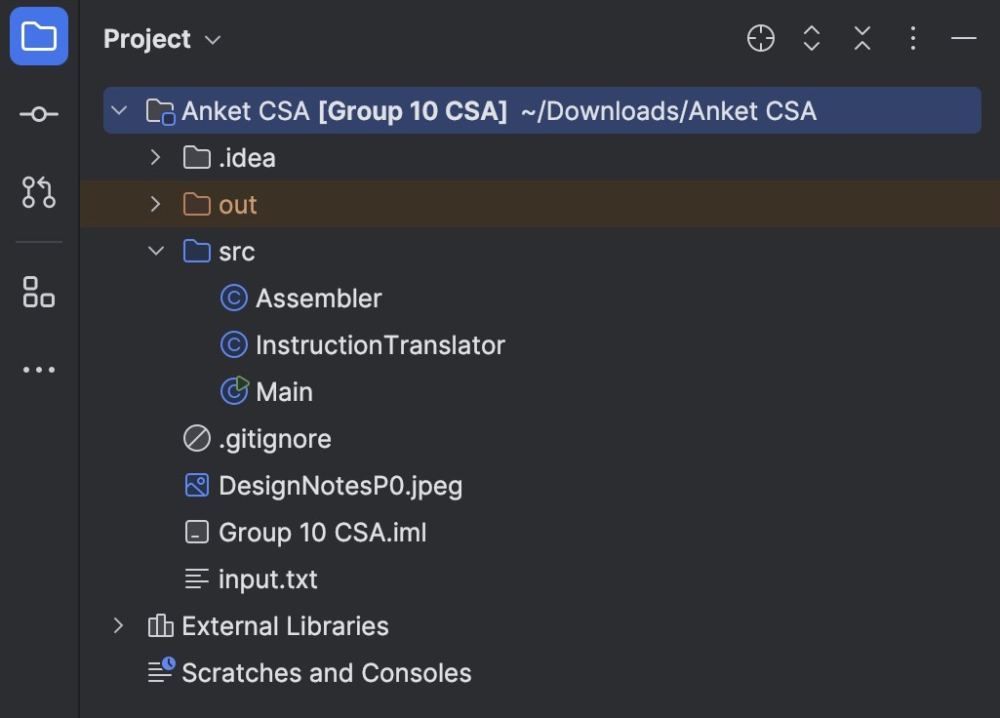 Project
Anket CSA [Group 10 CSA] ~/Downloads/Anket CSA
.idea
out
src
Assembler
InstructionTranslator
Main
.gitignore
DesignNotesP0.jpeg
Group 10 CSA.iml
input.txt
External Libraries
Scratches and Consoles